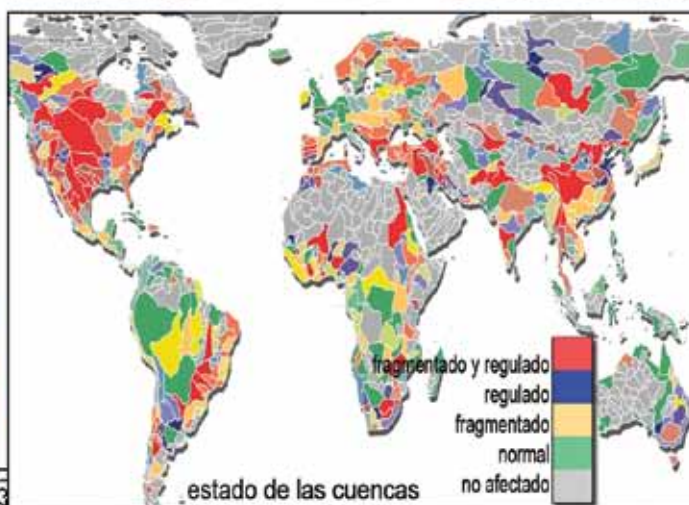 fragmentado y regulado
regulado
fragmentado
normal
no afectado
estado de las cuencas